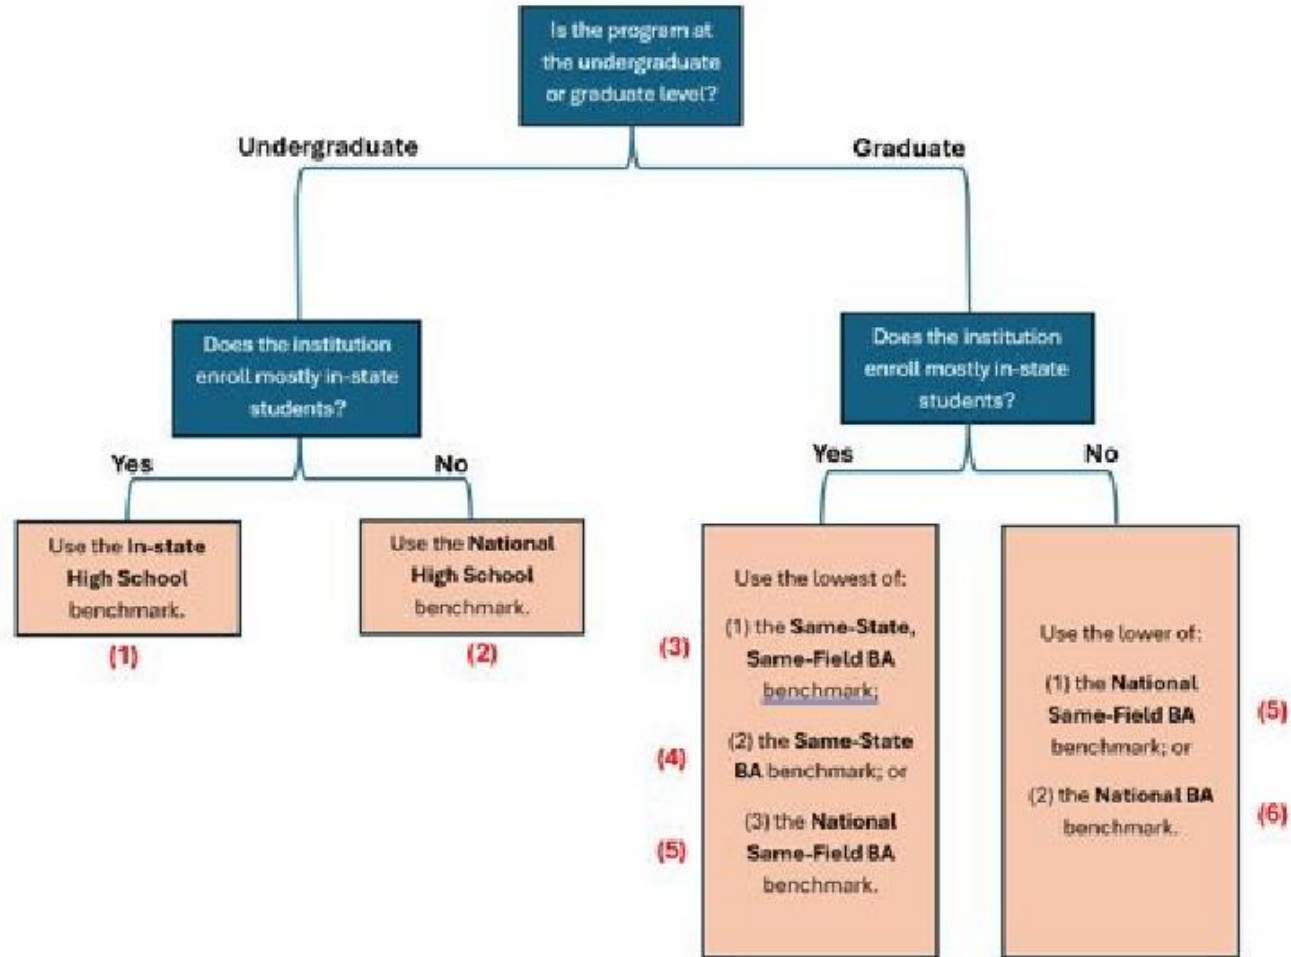 Is the program at
the undergraduate
or graduate level?
Undergraduate
Graduate
Does the institution
enroll mostly in-state
students?
Yes
No
Use the In-state
High School
benchmark.
(1)
Use the National
High School
benchmark.
(2)
Does the institution
enroll mostly in-state
students?
Yes
No
Use the lowest of:
(1) the Same-State,
Same-Field BA
benchmark;
(3)
(2) the Same-State
BA benchmark; or
(4)
(3) the National
Same-Field BA
benchmark.
(5)
Use the lower of:
(1) the National
Same-Field BA
benchmark; or
(5)
(2) the National BA
benchmark.
(6)